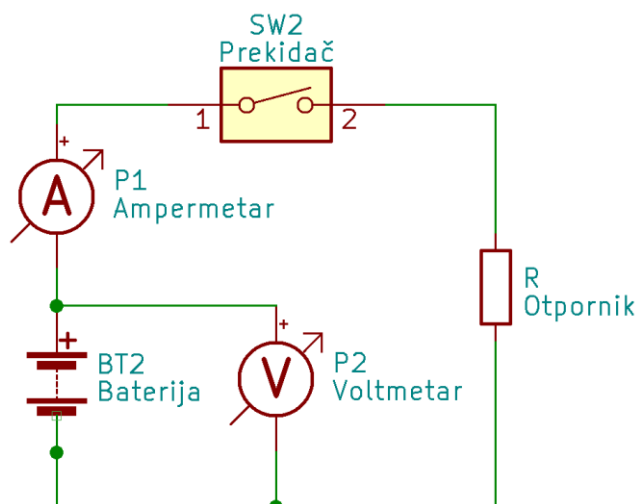 SW2
Prekidač
1
2
+
A
P1
Ampermetar
R
Otpornik
+
BT2
Baterija
+
V
P2
Voltmetar